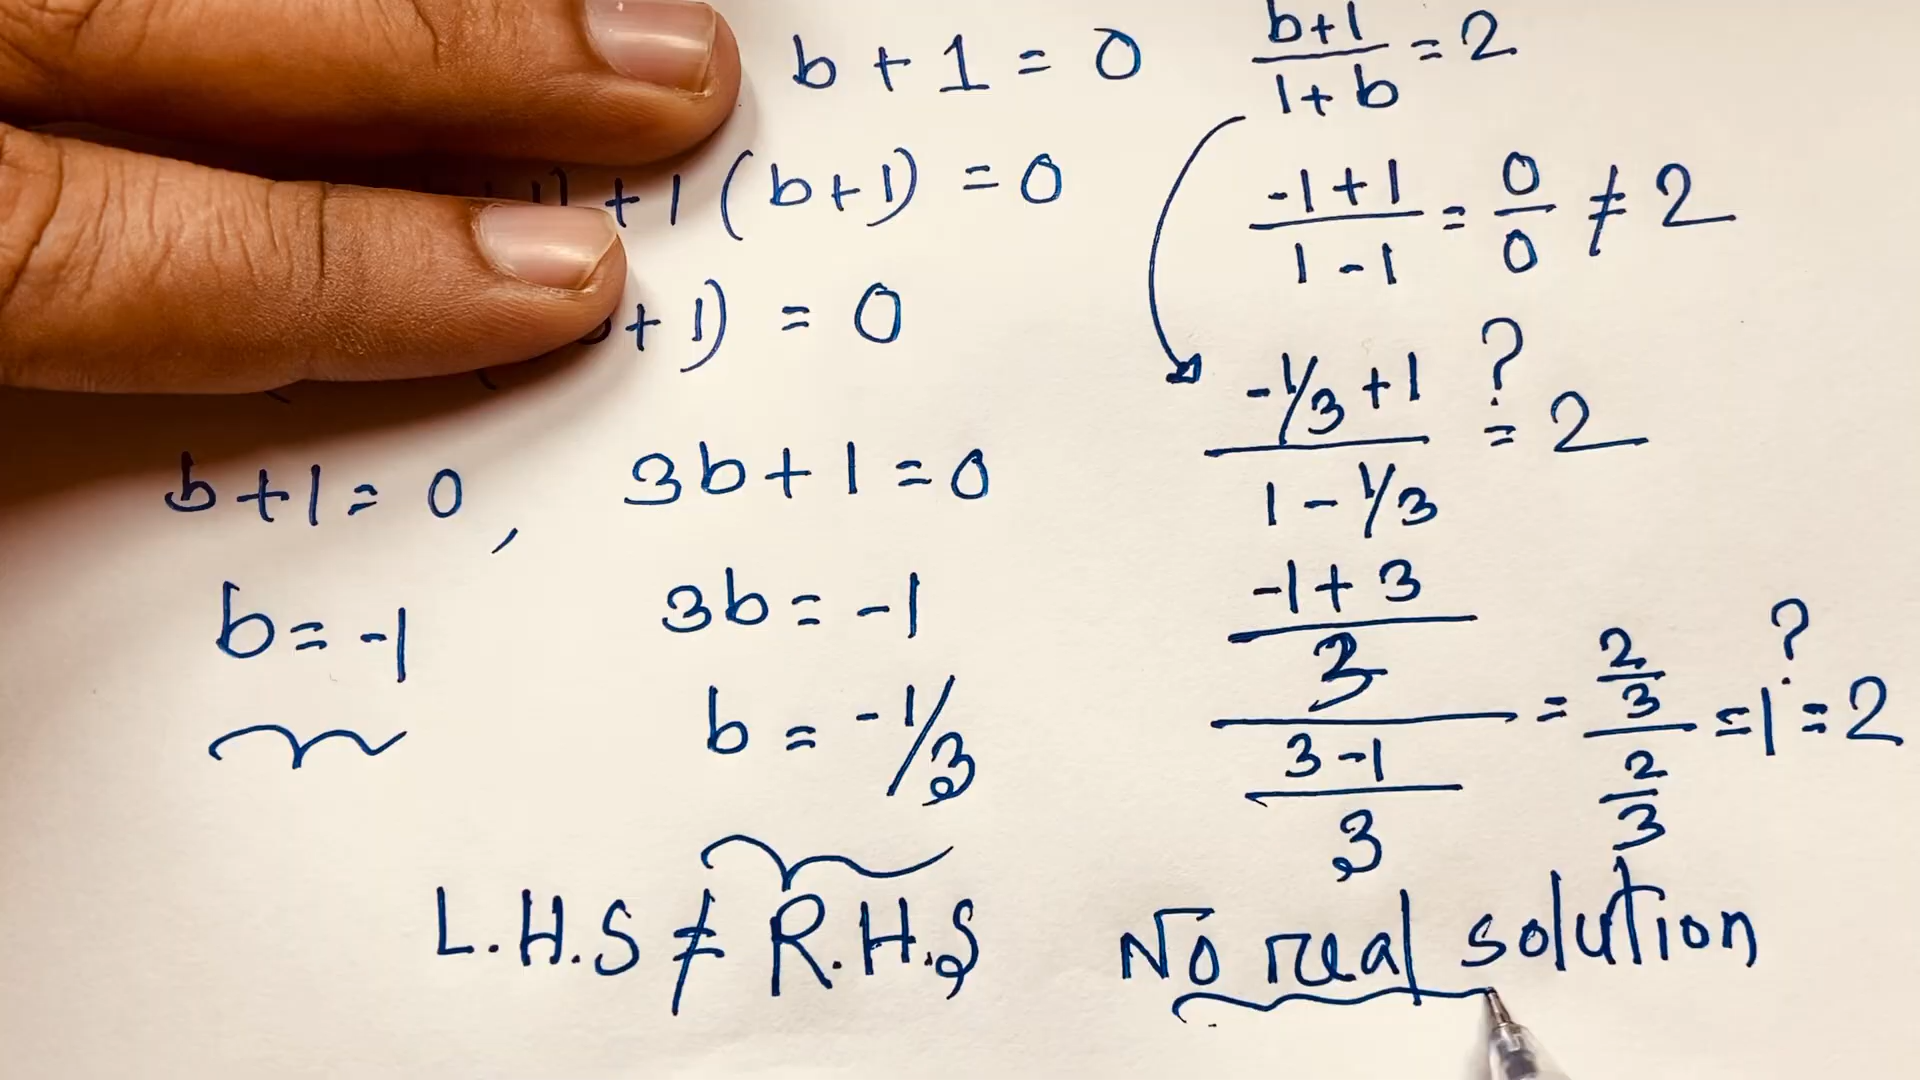 b + 1 = 0
+ 1 (b+1) = 0
+ 1) = 0
b + 1 = 0 , 3b + 1 = 0
b = -1 3b = -1
b = -1/3
L.H.S ≠ R.H.S
(b+1)/(1+b) = 2
(-1+1)/(1-1) = 0/0 ≠ 2
(-1/3 +1)/(1 - 1/3) ?= 2
((-1+3)/3)/((3-1)/3) = (2/3)/(2/3) = 1 ?= 2
No real solution